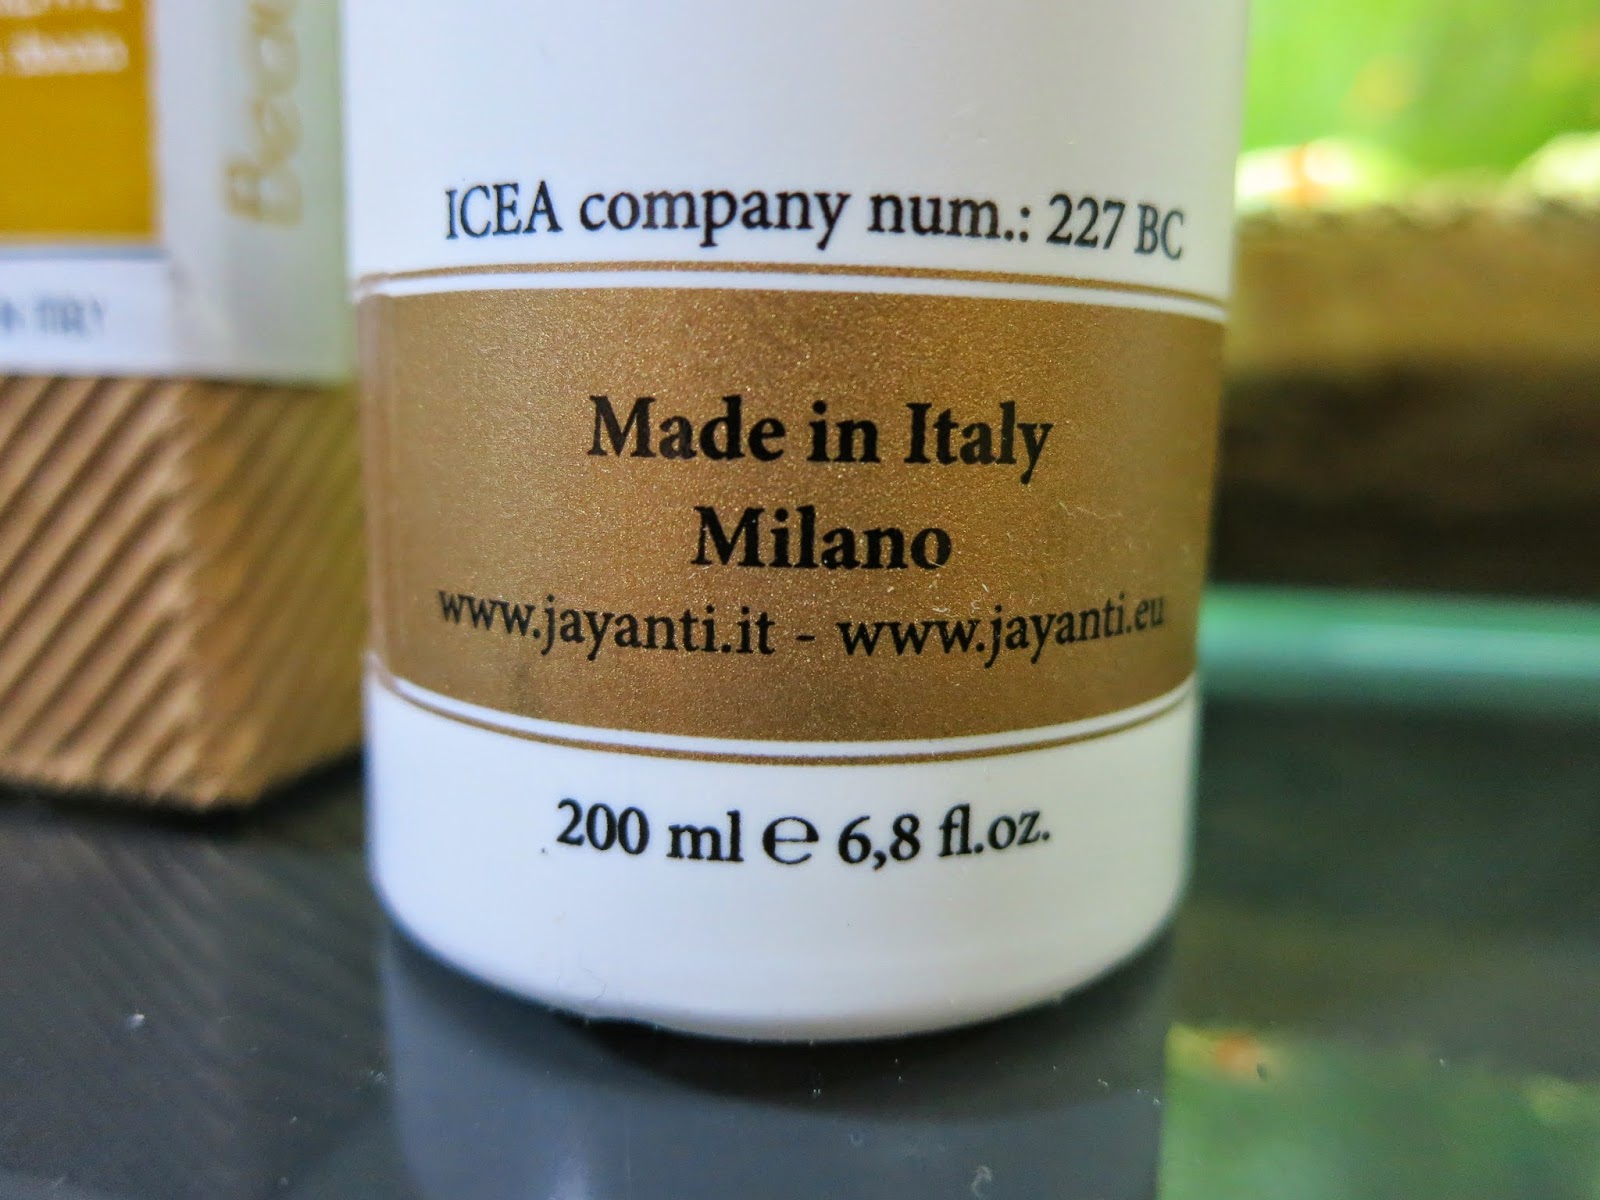 ICEA company num.: 227 BC
Made in Italy
Milano
www.jayanti.it - www.jayanti.eu
200 ml ℮ 6,8 fl.oz.